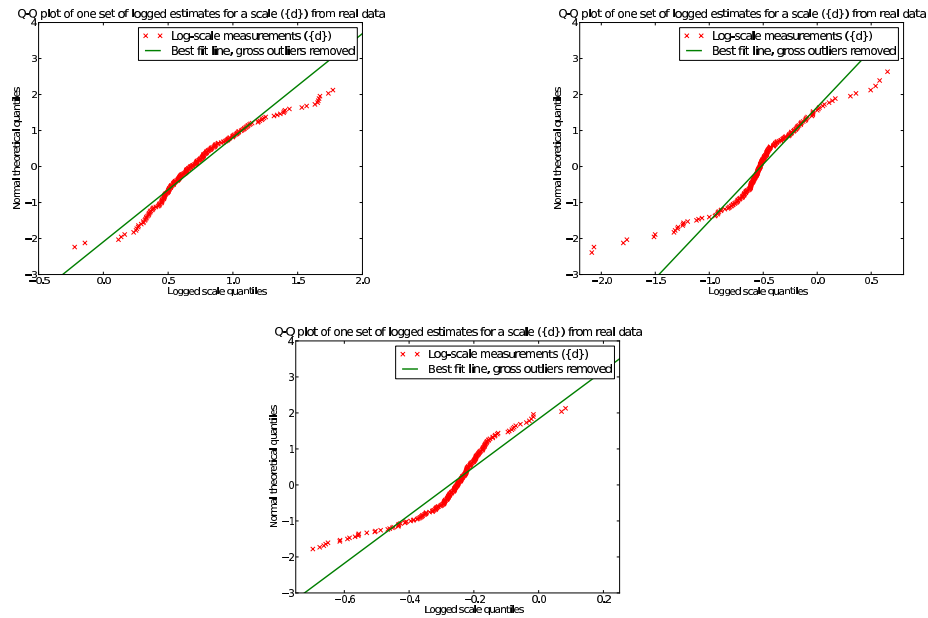 Q-Q plot of one set of logged estimates for a scale ({d}) from real data
4
3
2
1
0
−1
−2
−3
Normal theoretical quantiles
Log-scale measurements ({d})
Best fit line, gross outliers removed
−0.5
0.0
0.5
1.0
1.5
2.0
Logged scale quantiles
Q-Q plot of one set of logged estimates for a scale ({d}) from real data
4
3
2
1
0
−1
−2
−3
Normal theoretical quantiles
Log-scale measurements ({d})
Best fit line, gross outliers removed
−2.0
−1.5
−1.0
−0.5
0.0
0.5
Logged scale quantiles
Q-Q plot of one set of logged estimates for a scale ({d}) from real data
4
3
2
1
0
−1
−2
−3
Normal theoretical quantiles
Log-scale measurements ({d})
Best fit line, gross outliers removed
−0.6
−0.4
−0.2
0.0
0.2
Logged scale quantiles